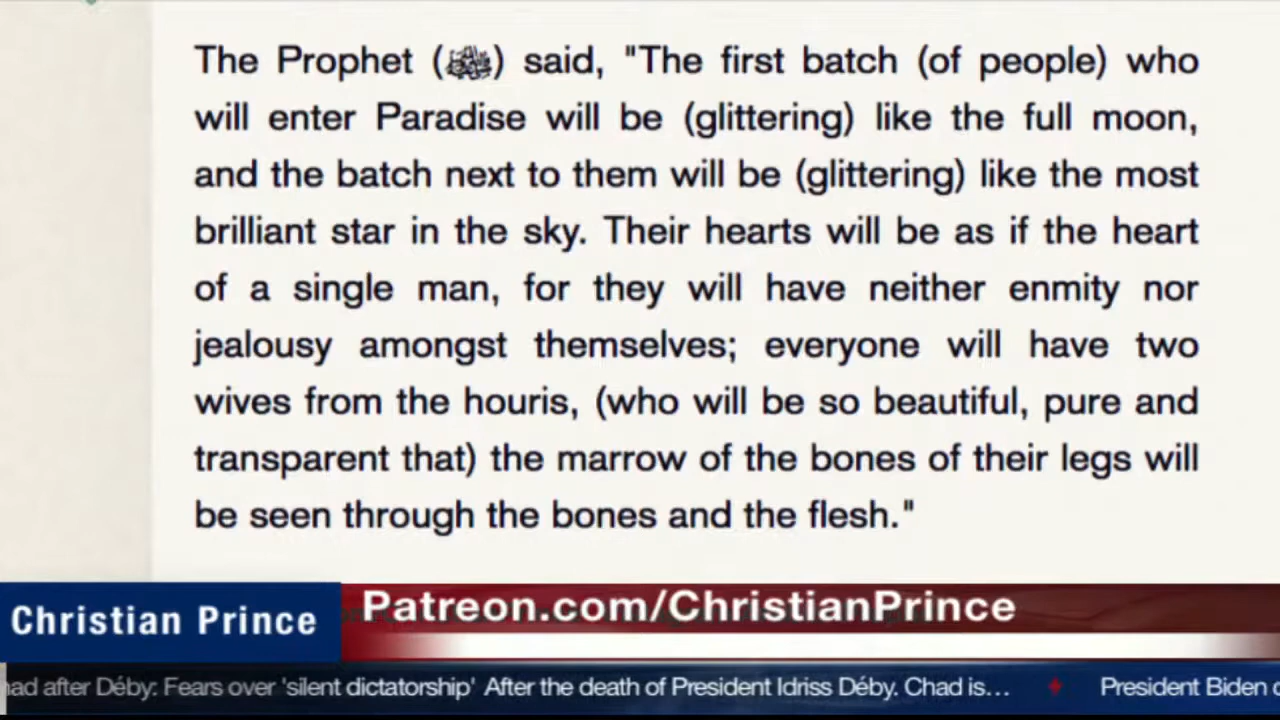 The Prophet (ﷺ) said, "The first batch (of people) who
will enter Paradise will be (glittering) like the full moon,
and the batch next to them will be (glittering) like the most
brilliant star in the sky. Their hearts will be as if the heart
of a single man, for they will have neither enmity nor
jealousy amongst themselves; everyone will have two
wives from the houris, (who will be so beautiful, pure and
transparent that) the marrow of the bones of their legs will
be seen through the bones and the flesh."
Christian Prince
Patreon.com/ChristianPrince
after Déby: Fears over 'silent dictatorship' After the death of President Idriss Déby. Chad is... President Biden